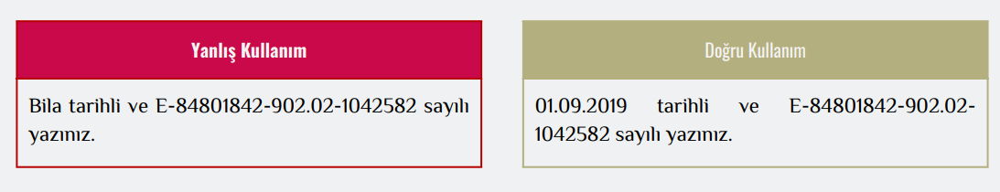 Yanlış Kullanım
Bila tarihli ve E-84801842-902.02-1042582 sayılı
yazınız.
Doğru Kullanım
01.09.2019 tarihli ve E-84801842-902.02-
1042582 sayılı yazınız.